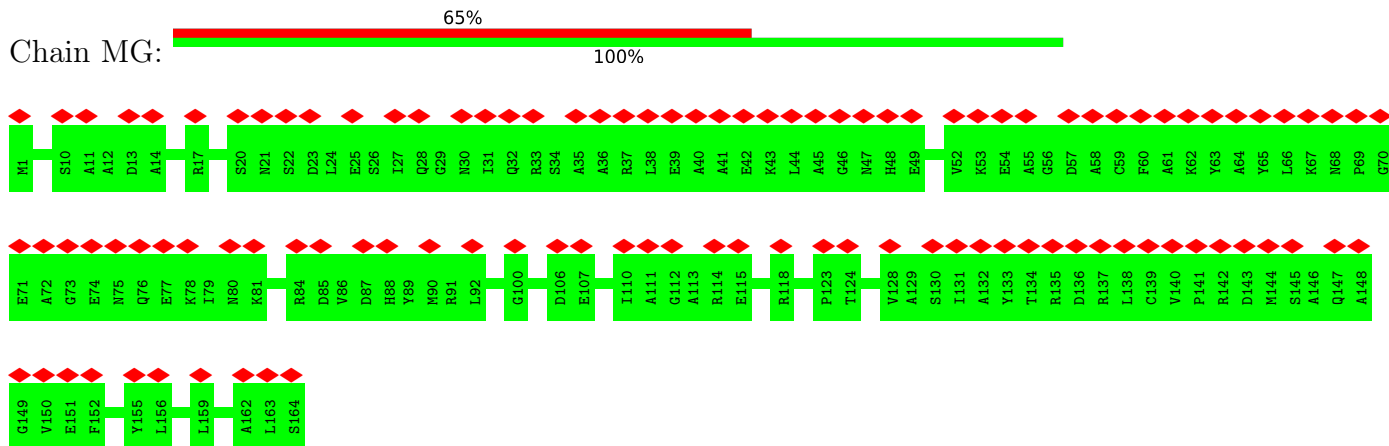 65%
Chain MG:
100%
M1 S10 A11 A12 D13 A14 R17 S20 N21 S22 D23 L24 E25 S26 I27 Q28 G29 N30 I31 Q32 R33 S34 A35 A36 R37 L38 E39 A40 A41 E42 K43 L44 A45 G46 N47 H48 E49 V52 K53 E54 A55 G56 D57 A58 C59 F60 A61 K62 Y63 A64 Y65 L66 K67 N68 P69 G70
E71 A72 G73 E74 N75 Q76 E77 K78 I79 N80 K81 R84 D85 V86 D87 H88 Y89 M90 R91 L92 G100 D106 E107 I110 A111 G112 A113 R114 E115 R118 P123 T124 V128 A129 S130 I131 A132 Y133 T134 R135 D136 R137 L138 C139 V140 P141 R142 D143 M144 S145 A146 Q147 A148
G149 V150 E151 F152 Y155 L156 L159 A162 L163 S164